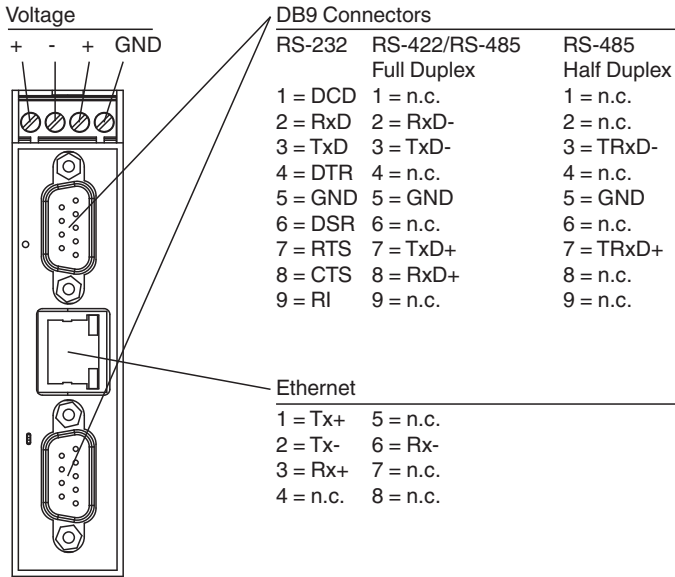 Voltage
+ - + GND
DB9 Connectors
RS-232 RS-422/RS-485 RS-485
Full Duplex Half Duplex
1 = DCD 1 = n.c. 1 = n.c.
2 = RxD 2 = RxD- 2 = n.c.
3 = TxD 3 = TxD- 3 = TRxD-
4 = DTR 4 = n.c. 4 = n.c.
5 = GND 5 = GND 5 = GND
6 = DSR 6 = n.c. 6 = n.c.
7 = RTS 7 = TxD+ 7 = TRxD+
8 = CTS 8 = RxD+ 8 = n.c.
9 = RI 9 = n.c. 9 = n.c.
Ethernet
1 = Tx+ 5 = n.c.
2 = Tx- 6 = Rx-
3 = Rx+ 7 = n.c.
4 = n.c. 8 = n.c.